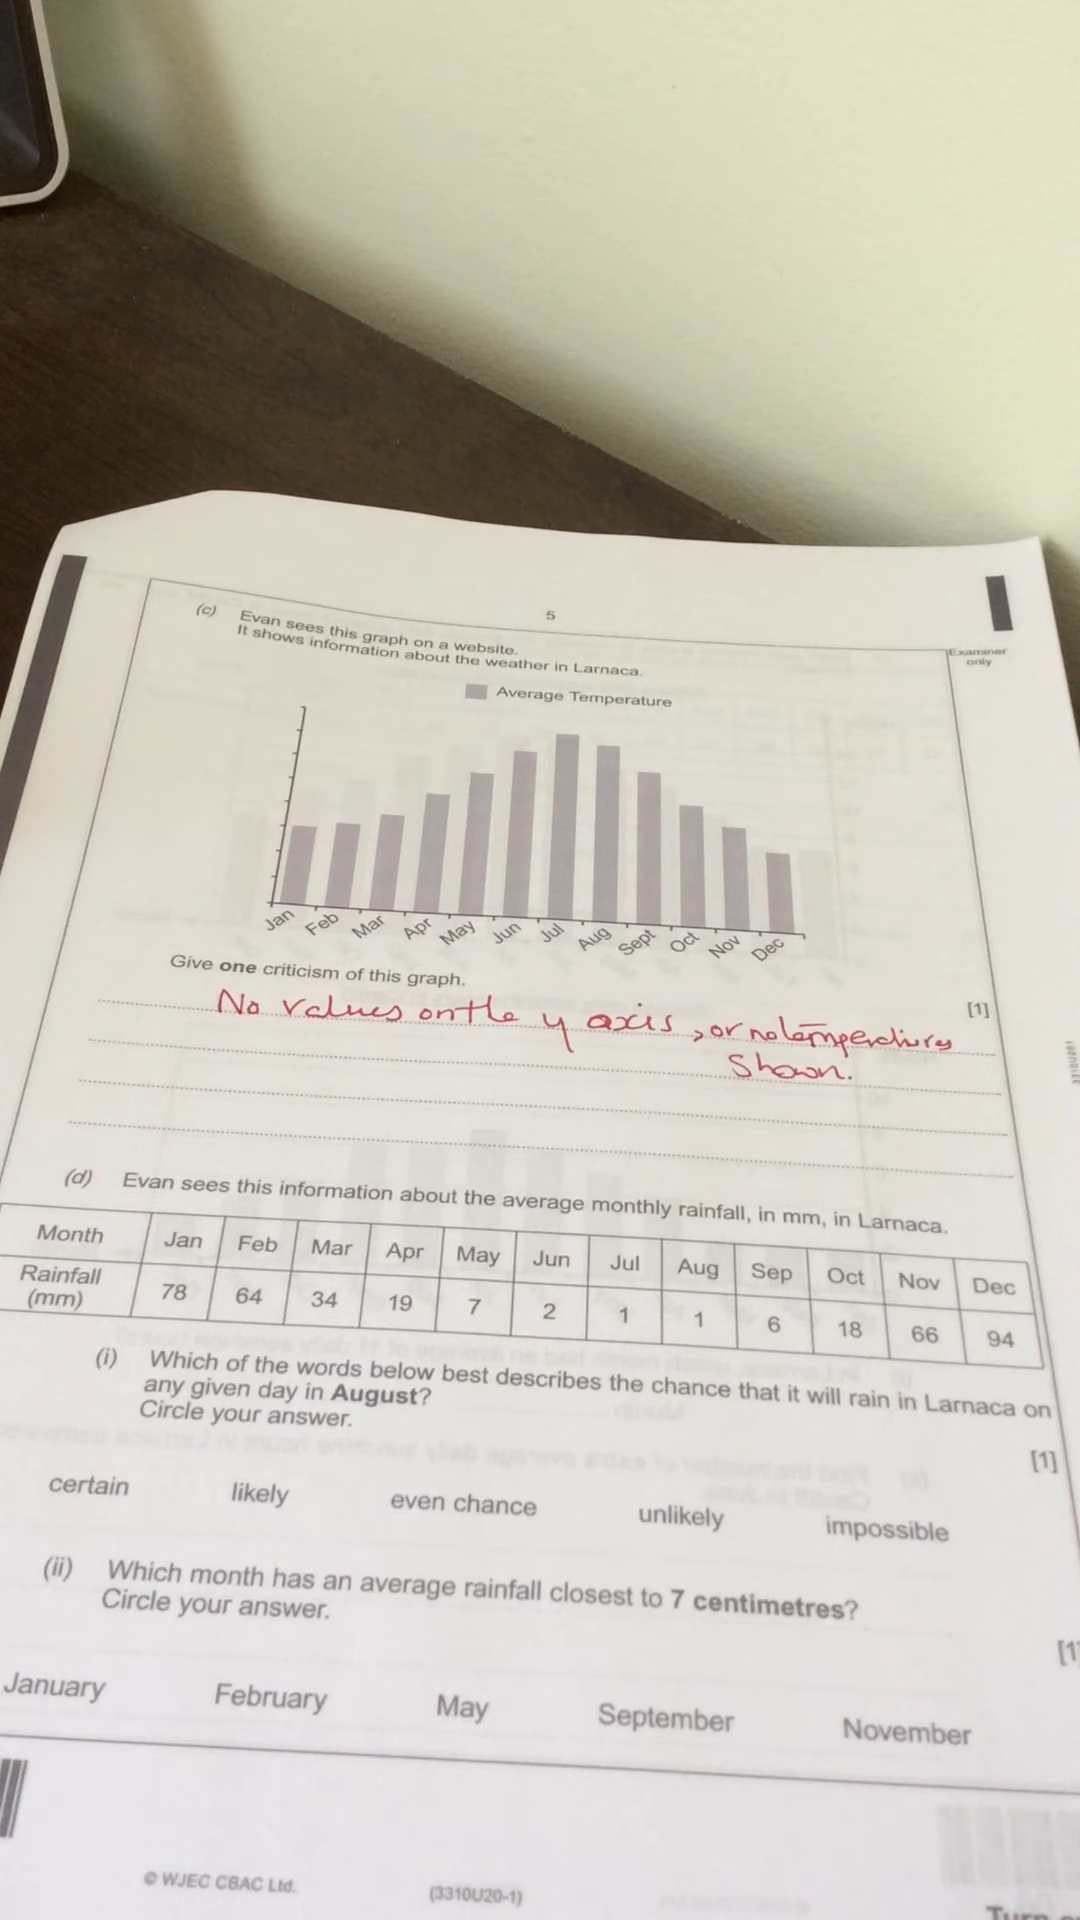 5
Examiner
only
(c) Evan sees this graph on a website.
It shows information about the weather in Larnaca.
Average Temperature
Jan Feb Mar Apr May Jun Jul Aug Sept Oct Nov Dec
Give one criticism of this graph.
[1]
No values on the y axis, or no temperatures
Shown.
(d) Evan sees this information about the average monthly rainfall, in mm, in Larnaca.
Month Jan Feb Mar Apr May Jun Jul Aug Sep Oct Nov Dec
Rainfall (mm) 78 64 34 19 7 2 1 1 6 18 66 94
(i) Which of the words below best describes the chance that it will rain in Larnaca on
any given day in August?
Circle your answer.
[1]
certain likely even chance unlikely impossible
(ii) Which month has an average rainfall closest to 7 centimetres?
Circle your answer.
[1
January February May September November
© WJEC CBAC Ltd.
(3310U20-1)